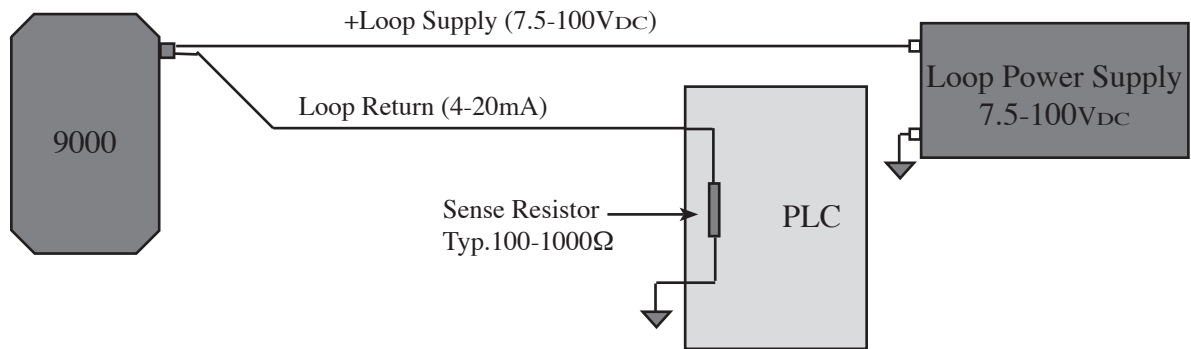 +Loop Supply (7.5-100VDC)
Loop Power Supply
7.5-100VDC
Loop Return (4-20mA)
9000
Sense Resistor
Typ.100-1000Ω
PLC